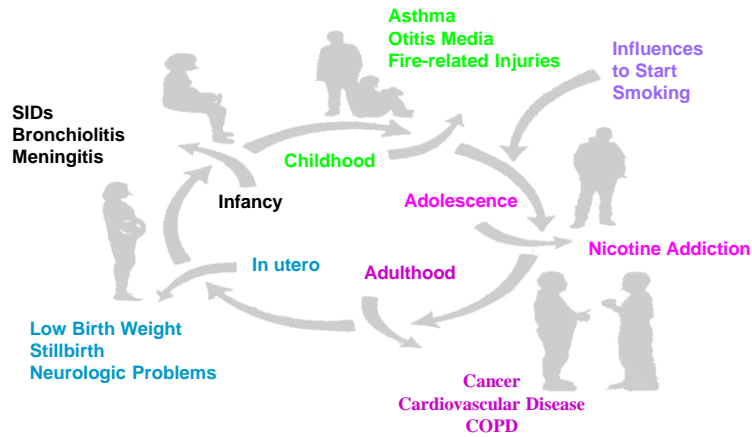 Asthma
Otitis Media
Fire-related Injuries
Influences
to Start
Smoking
SIDs
Bronchiolitis
Meningitis
Childhood
Infancy
Adolescence
Nicotine Addiction
In utero
Adulthood
Low Birth Weight
Stillbirth
Neurologic Problems
Cancer
Cardiovascular Disease
COPD